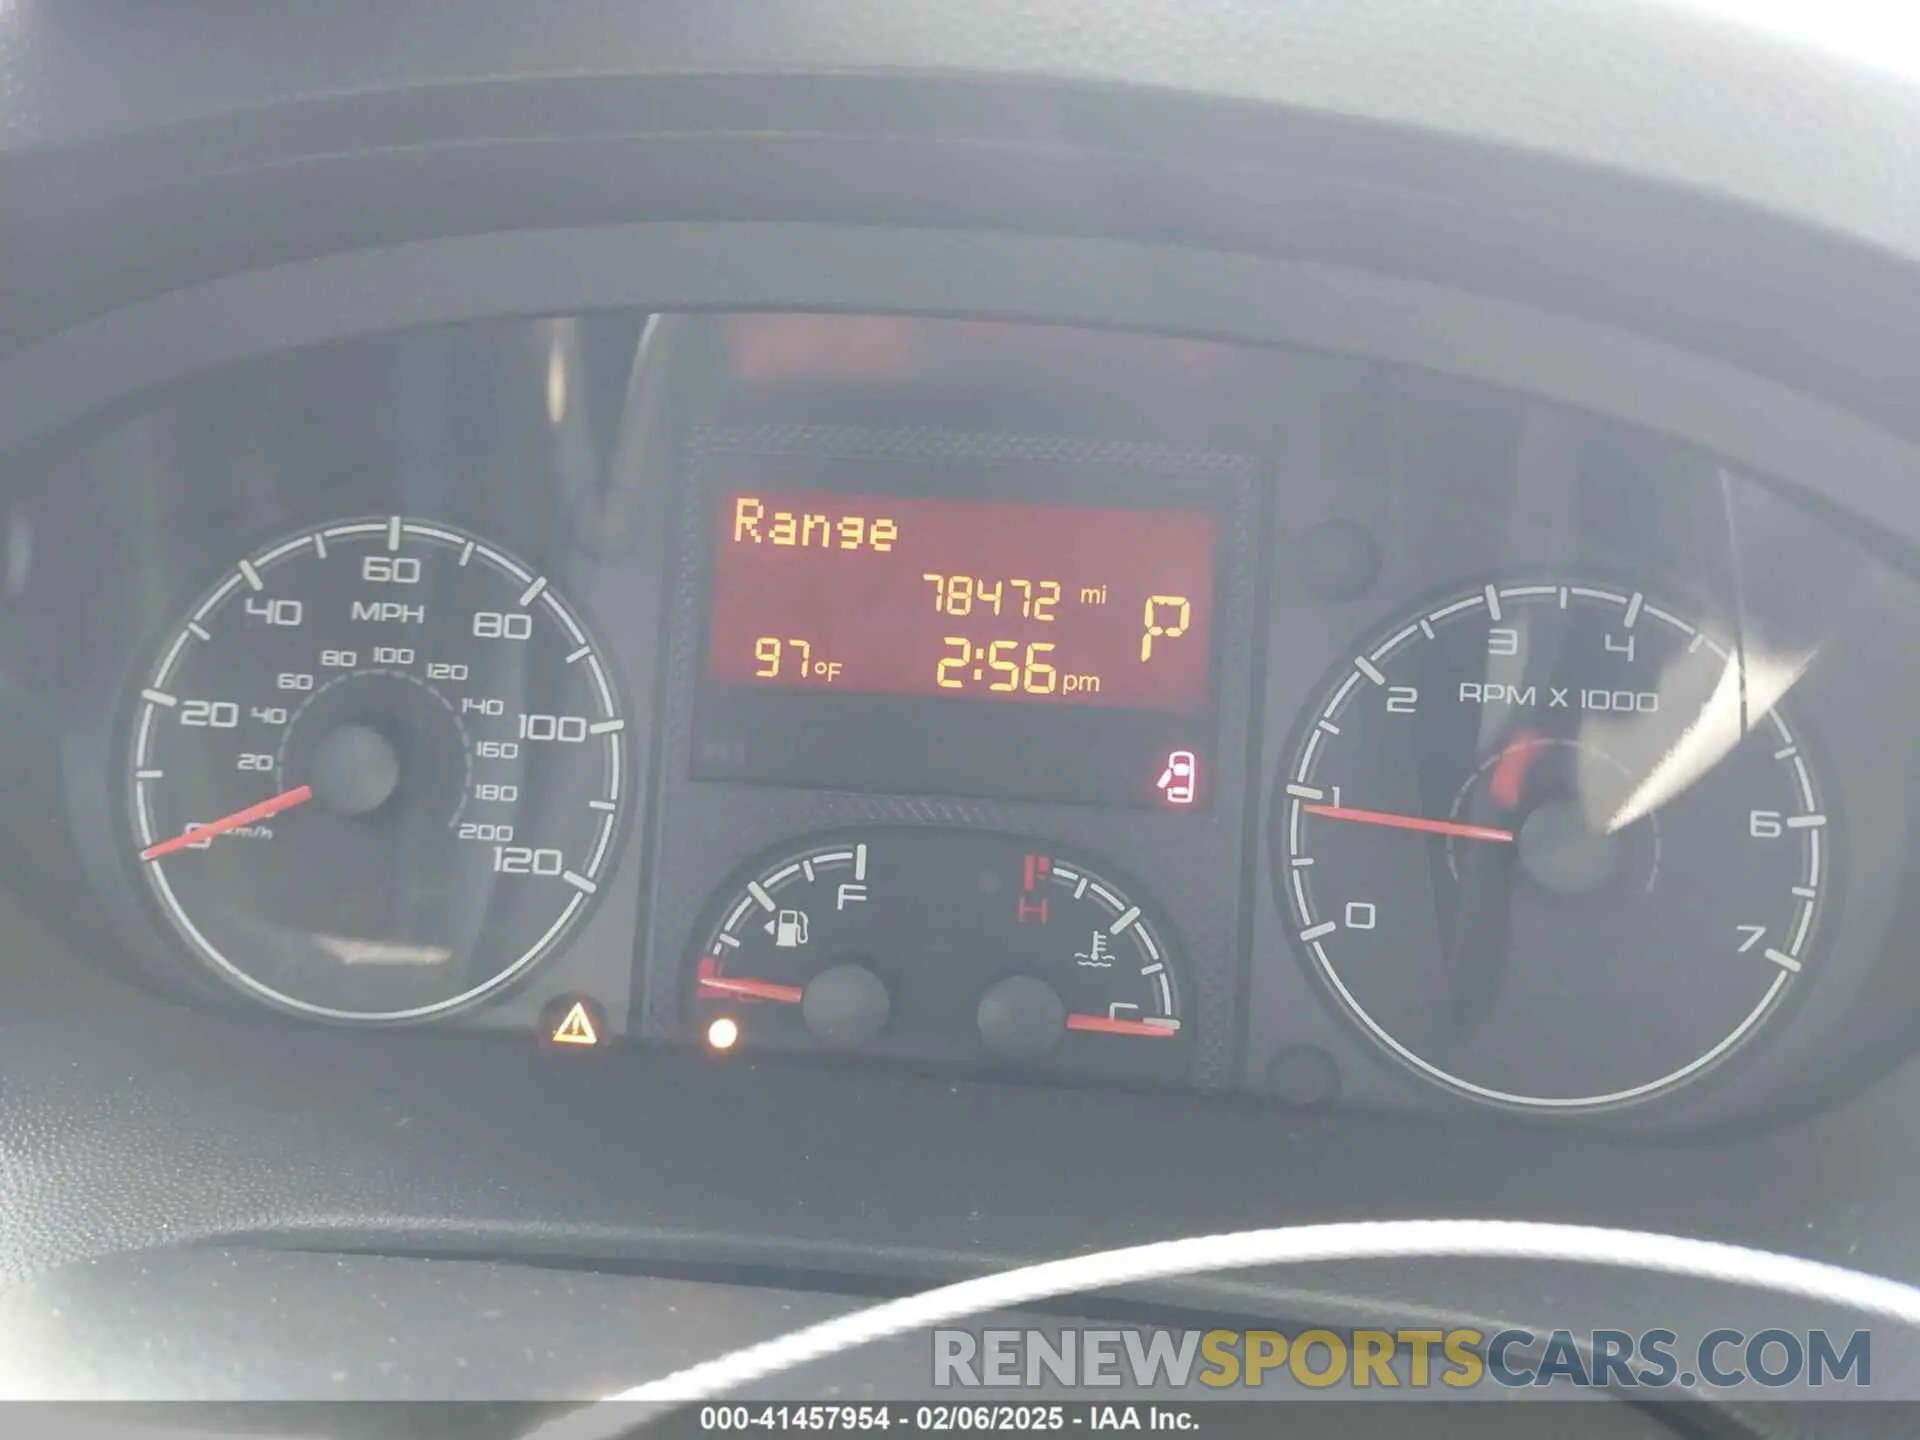 Range
78472 mi
P
97°F 2:56 pm
0 20 40 60 80 100 120
MPH
20 40 60 80 100 120 140 160 180 200
km/h
F
H
C
0 1 2 3 4 6 7
RPM X 1000
RENEWSPORTSCARS.COM
000-41457954 - 02/06/2025 - IAA Inc.